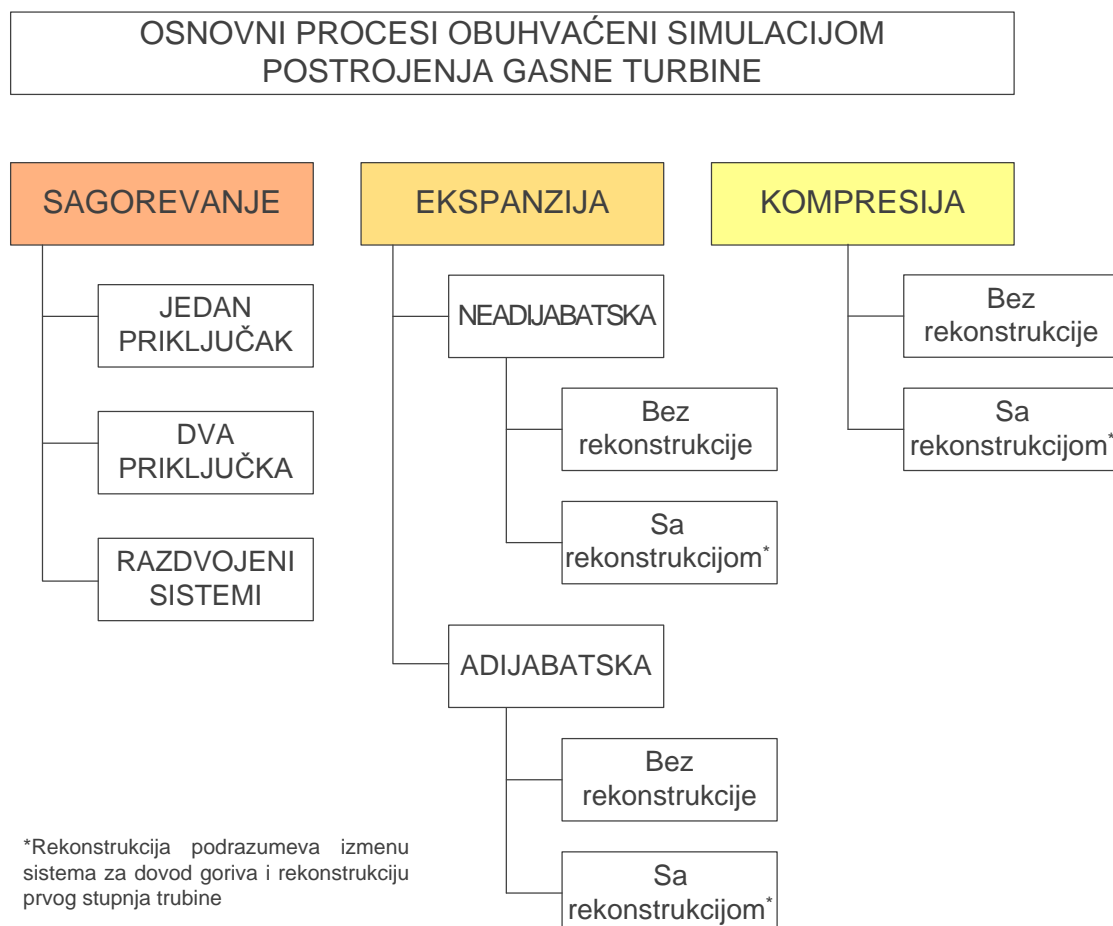 OSNOVNI PROCESI OBUHVAĆENI SIMULACIJOM
POSTROJENJA GASNE TURBINE
SAGOREVANJE
JEDAN
PRIKLJUČAK
DVA
PRIKLJUČKA
RAZDVOJENI
SISTEMI
EKSPANZIJA
NEADIJABATSKA
Bez
rekonstrukcije
Sa
rekonstrukcijom*
ADIJABATSKA
Bez
rekonstrukcije
Sa
rekonstrukcijom*
KOMPRESIJA
Bez
rekonstrukcije
Sa
rekonstrukcijom*
*Rekonstrukcija podrazumeva izmenu
sistema za dovod goriva i rekonstrukciju
prvog stupnja trubine